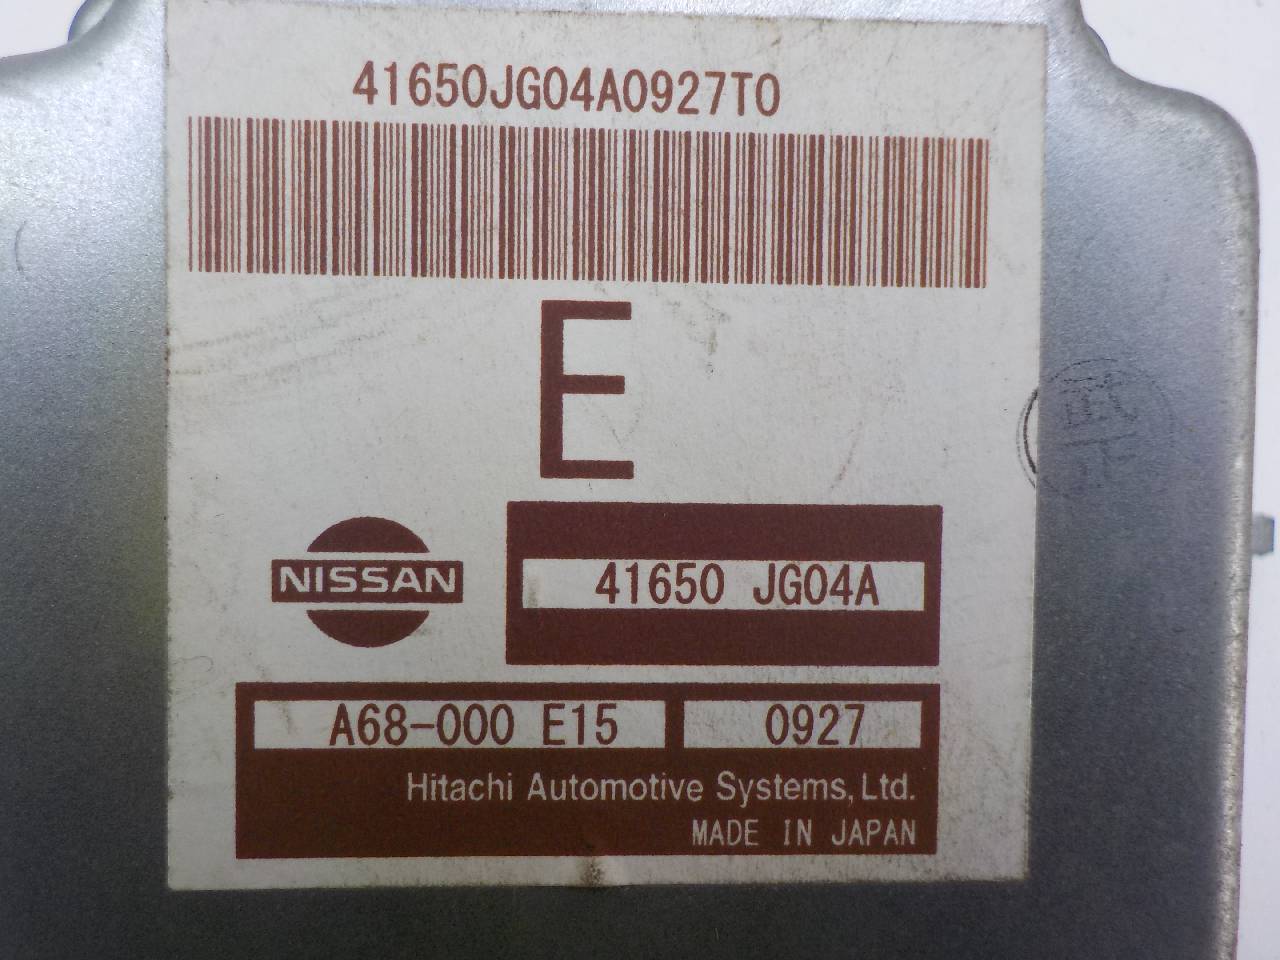 41650JG04A0927T0
E
NISSAN
41650 JG04A
A68-000 E15
0927
Hitachi Automotive Systems, Ltd.
MADE IN JAPAN